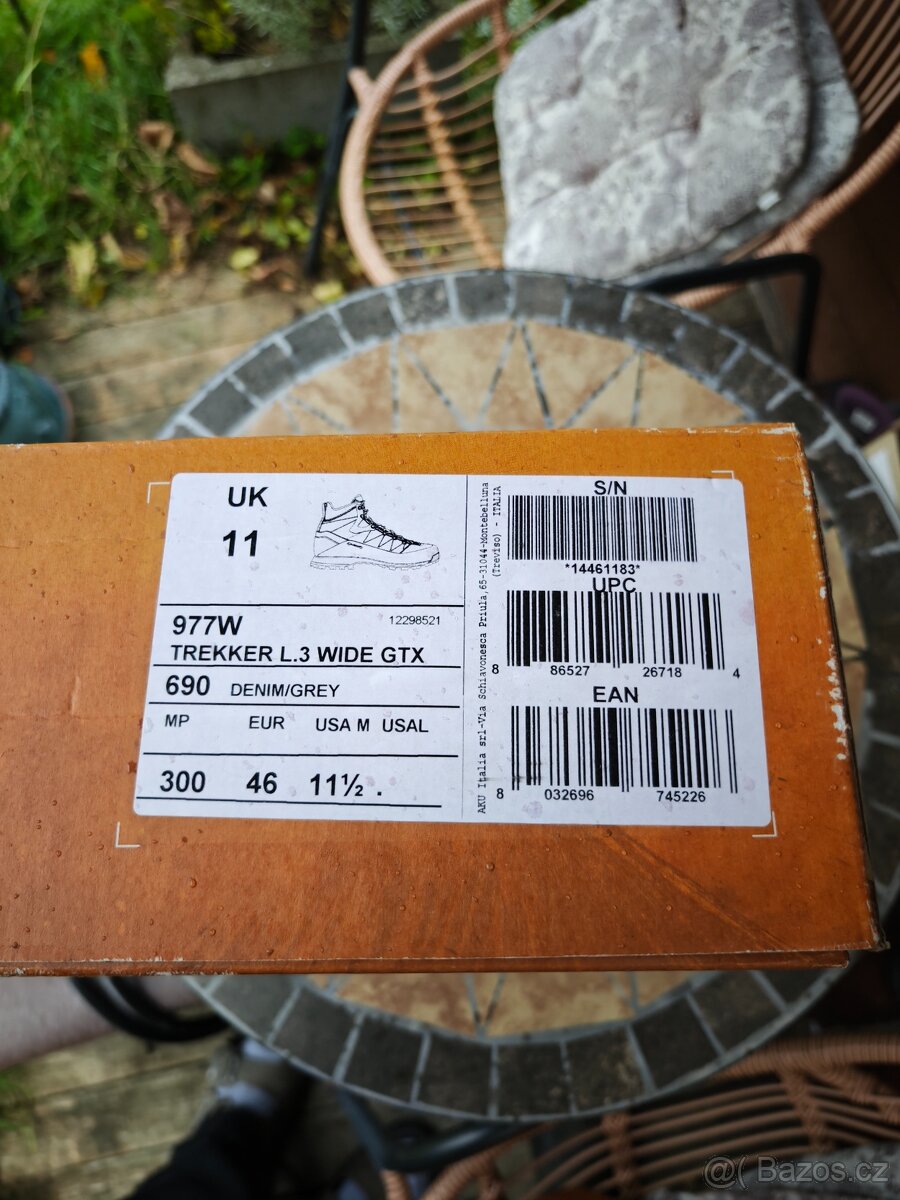 UK
11
977W
12298521
TREKKER L.3 WIDE GTX
690 DENIM/GREY
MP EUR USA M USAL
300 46 11½ .
AKU Italia srl-Via Schiavonesca Priula,65-31044-Montebelluna
(Treviso) - ITALIA
S/N
*14461183*
UPC
8 86527 26718 4
EAN
8 032696 745226
@( Bazos.cz